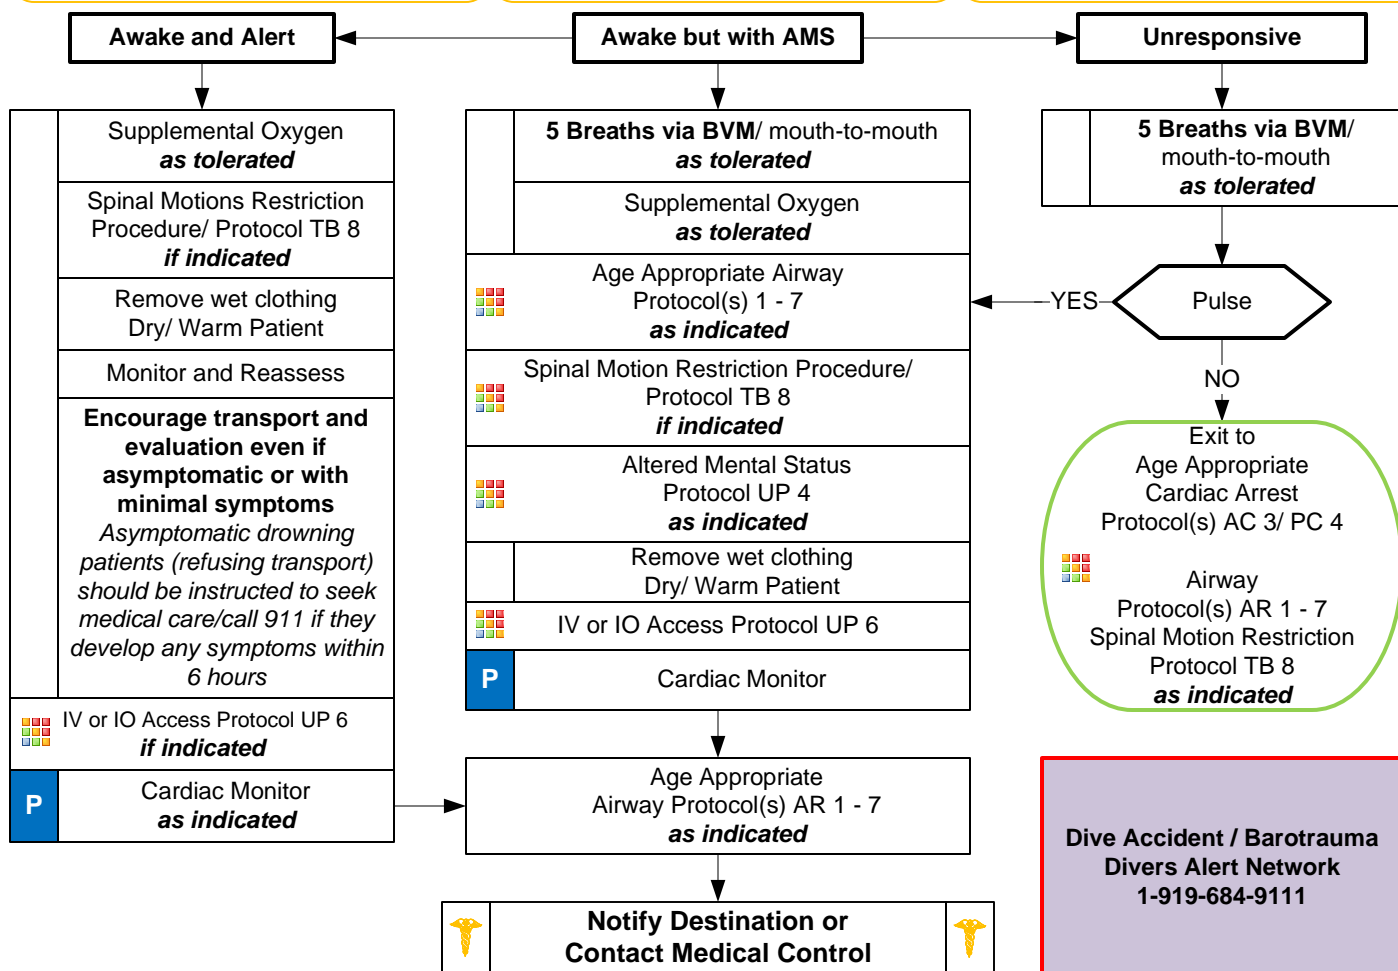 Awake and Alert
Awake but with AMS
Unresponsive
Supplemental Oxygen
as tolerated
Spinal Motions Restriction
Procedure/ Protocol TB 8
if indicated
Remove wet clothing
Dry/ Warm Patient
Monitor and Reassess
Encourage transport and
evaluation even if
asymptomatic or with
minimal symptoms
Asymptomatic drowning
patients (refusing transport)
should be instructed to seek
medical care/call 911 if they
develop any symptoms within
6 hours
IV or IO Access Protocol UP 6
if indicated
P
Cardiac Monitor
as indicated
5 Breaths via BVM/ mouth-to-mouth
as tolerated
Supplemental Oxygen
as tolerated
Age Appropriate Airway
Protocol(s) 1 - 7
as indicated
Spinal Motion Restriction Procedure/
Protocol TB 8
if indicated
Altered Mental Status
Protocol UP 4
as indicated
Remove wet clothing
Dry/ Warm Patient
IV or IO Access Protocol UP 6
P
Cardiac Monitor
Age Appropriate
Airway Protocol(s) AR 1 - 7
as indicated
Notify Destination or
Contact Medical Control
5 Breaths via BVM/
mouth-to-mouth
as tolerated
YES
Pulse
NO
Exit to
Age Appropriate
Cardiac Arrest
Protocol(s) AC 3/ PC 4
Airway
Protocol(s) AR 1 - 7
Spinal Motion Restriction
Protocol TB 8
as indicated
Dive Accident / Barotrauma
Divers Alert Network
1-919-684-9111